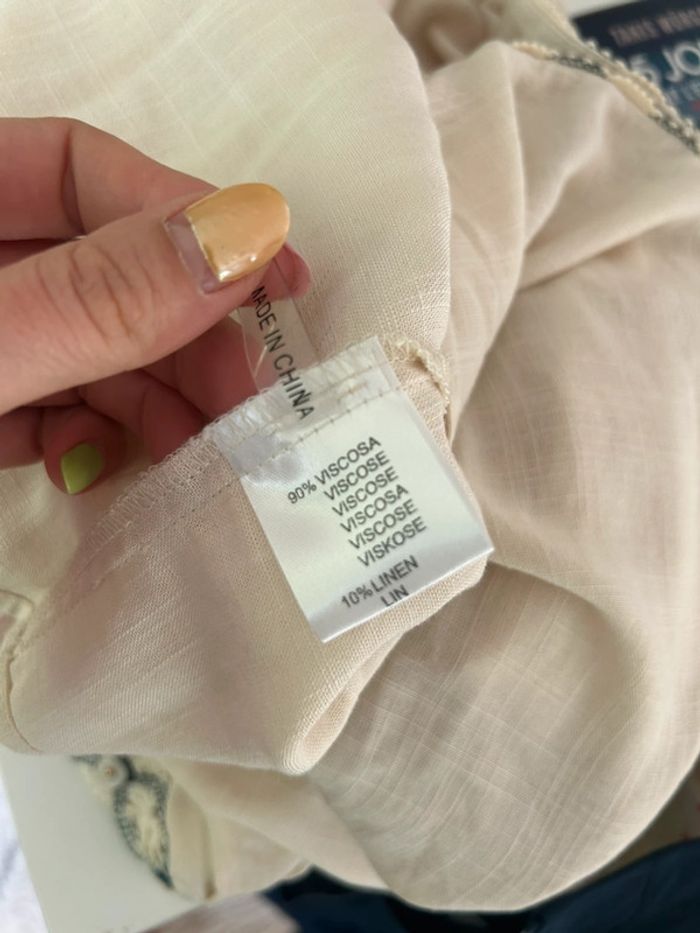 MADE IN CHINA
90% VISCOSA
VISCOSE
VISCOSE
VISCOSA
VISCOSE
VISKOSE
10% LINEN
LIN